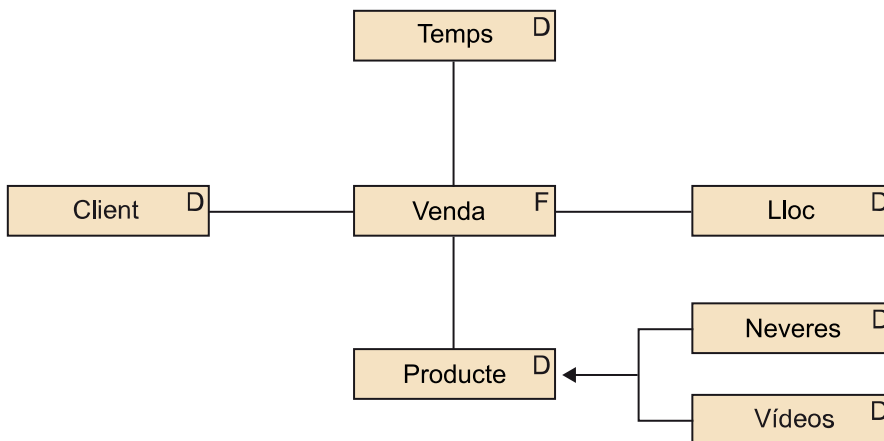 Temps D
Client D
Venda F
Lloc D
Neveres D
Producte D
Vídeos D